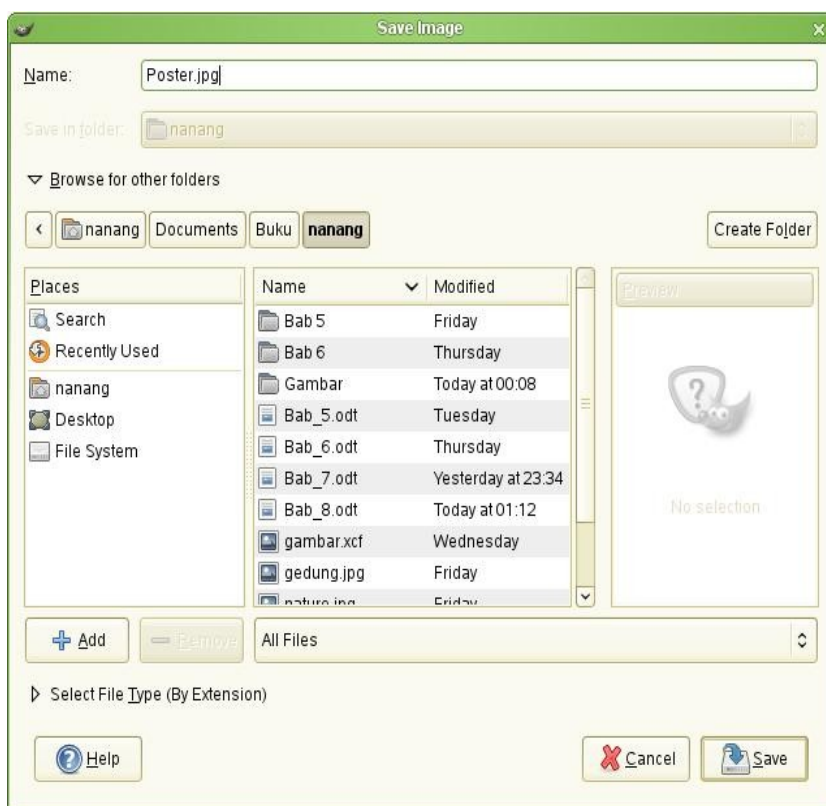 Save Image
Name: Poster.jpg
Save in folder: nanang
Browse for other folders
nanang Documents Buku nanang Create Folder
Places
Search
Recently Used
nanang
Desktop
File System
Name Modified
Bab 5 Friday
Bab 6 Thursday
Gambar Today at 00:08
Bab_5.odt Tuesday
Bab_6.odt Thursday
Bab_7.odt Yesterday at 23:34
Bab_8.odt Today at 01:12
gambar.xcf Wednesday
gedung.jpg Friday
Friday
Preview
No selection
Add Remove All Files
Select File Type (By Extension)
Help Cancel Save